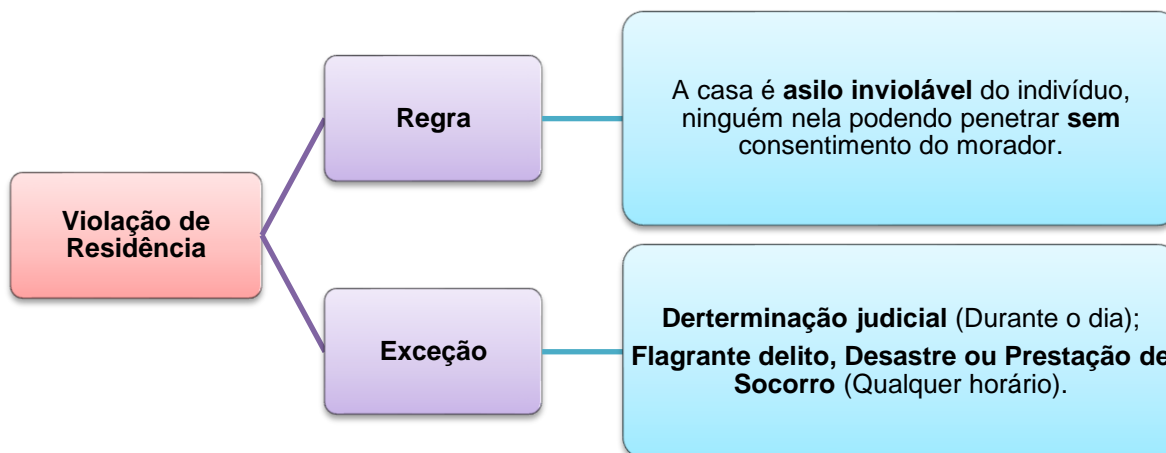 Regra
A casa é asilo inviolável do indivíduo,
ninguém nela podendo penetrar sem
consentimento do morador.
Violação de
Residência
Exceção
Derterminação judicial (Durante o dia);
Flagrante delito, Desastre ou Prestação de
Socorro (Qualquer horário).